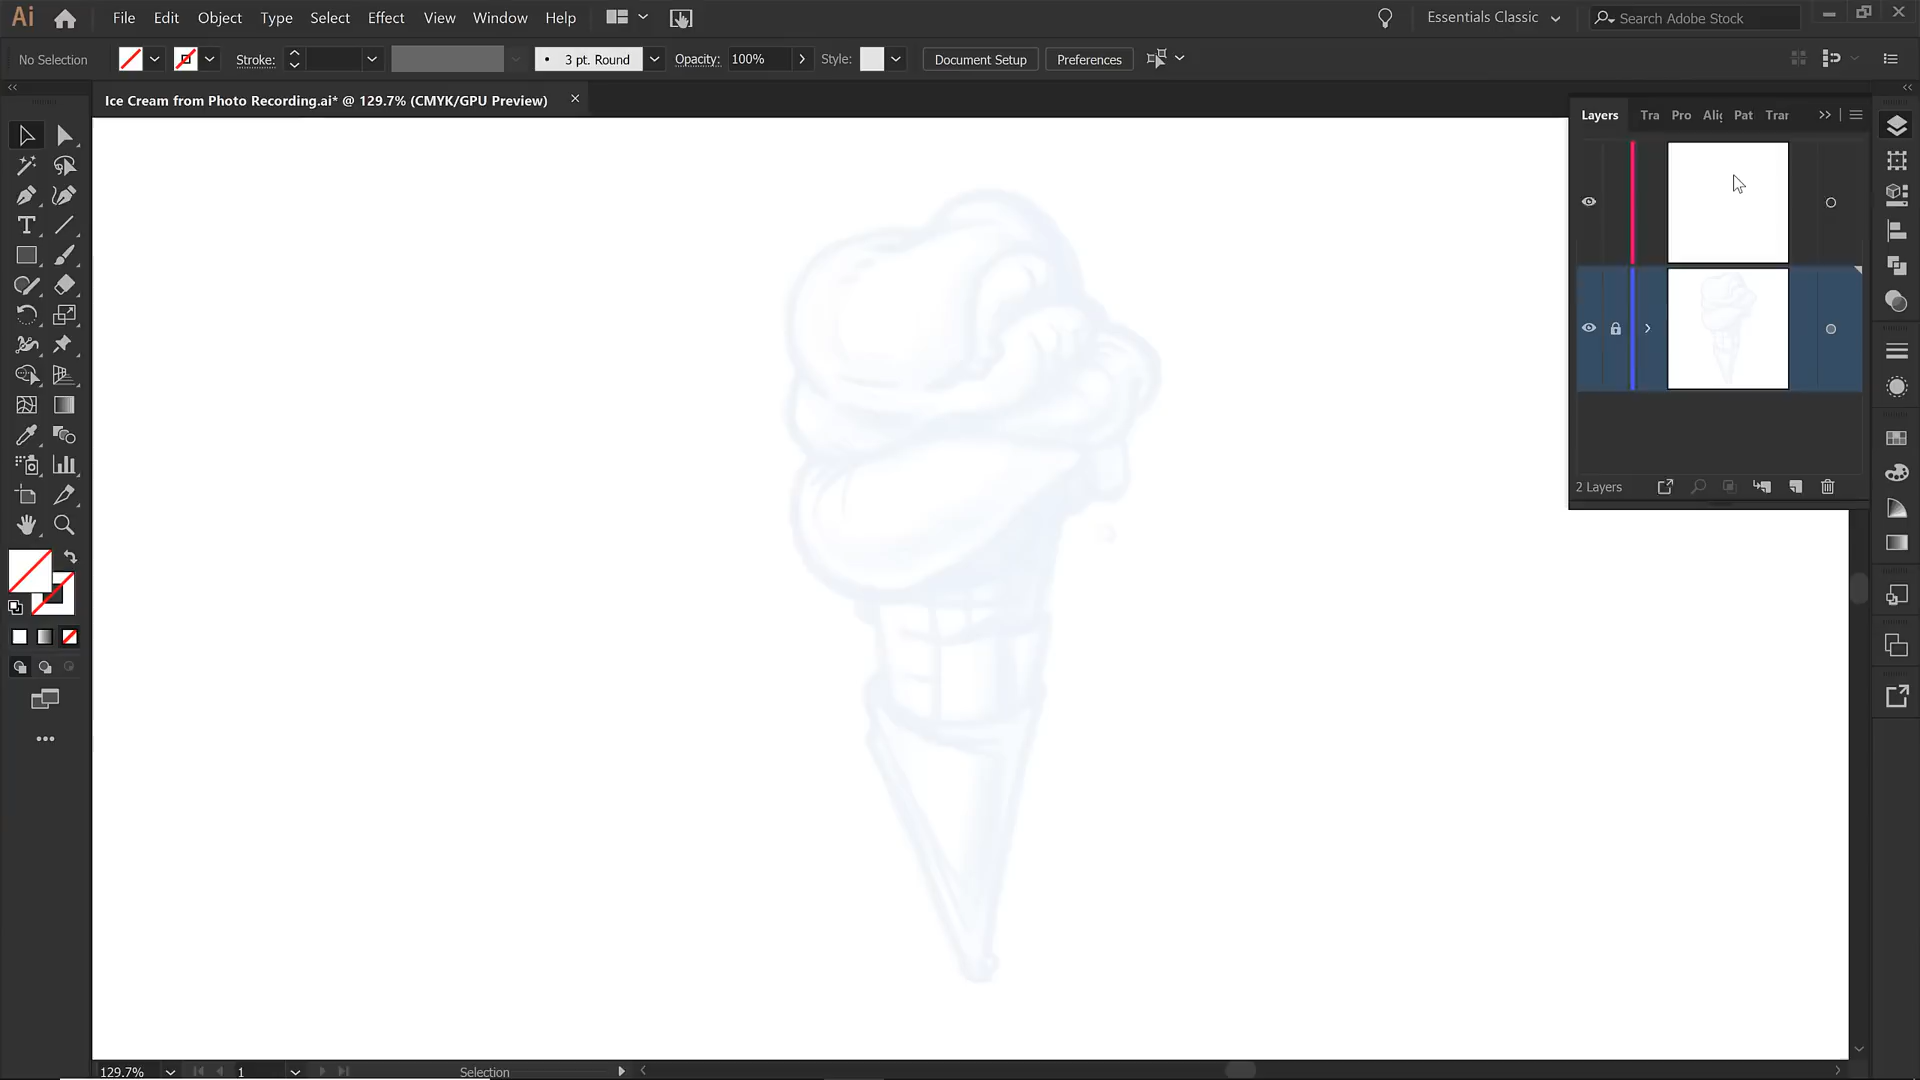 Ai File Edit Object Type Select Effect View Window Help Essentials Classic Search Adobe Stock
No Selection Stroke: 3 pt. Round Opacity: 100% Style: Document Setup Preferences
Ice Cream from Photo Recording.ai* @ 129.7% (CMYK/GPU Preview)
Layers Tra Pro Alig Pat Trar
2 Layers
129.7% 1 Selection